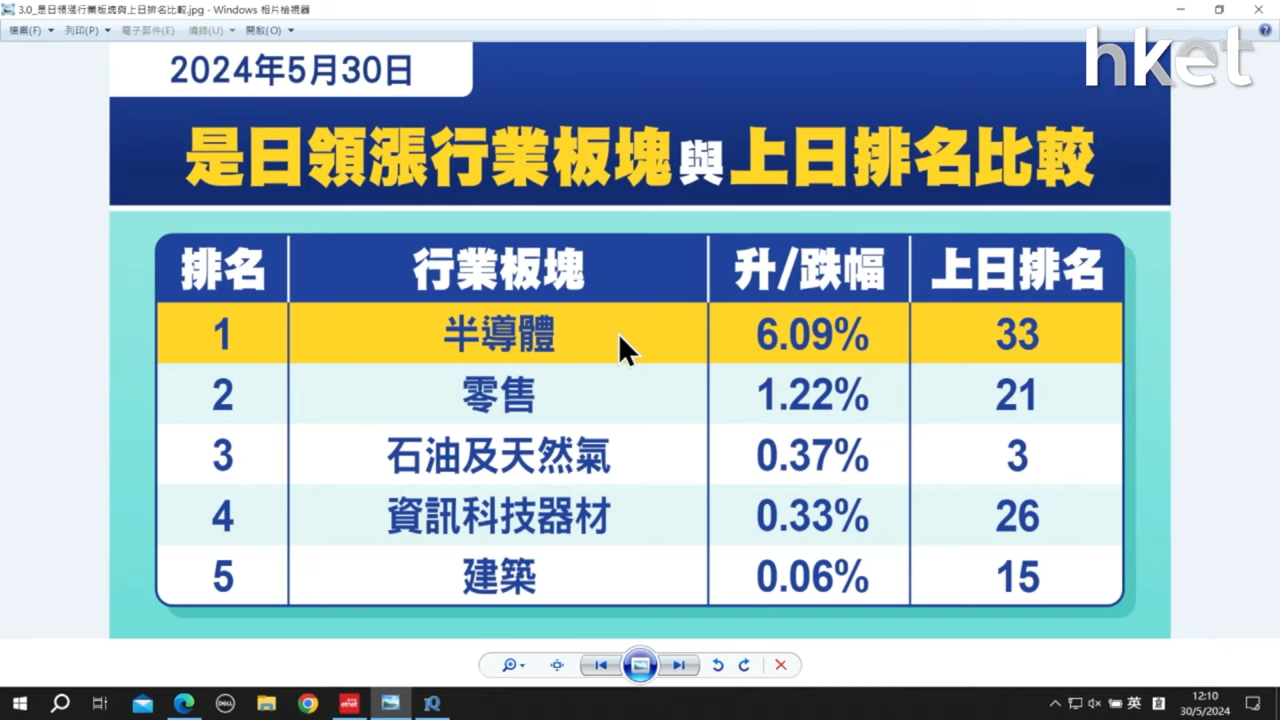 3.0_是日領漲行業板塊與上日排名比較.jpg - Windows 相片檢視器
檔案(F) 列印(P) 電子郵件(E) 燒錄(U) 開啟(O)
hket
2024年5月30日
是日領漲行業板塊與上日排名比較
排名 行業板塊 升/跌幅 上日排名
1 半導體 6.09% 33
2 零售 1.22% 21
3 石油及天然氣 0.37% 3
4 資訊科技器材 0.33% 26
5 建築 0.06% 15
DELL etnet IQ 英 12:10
30/5/2024